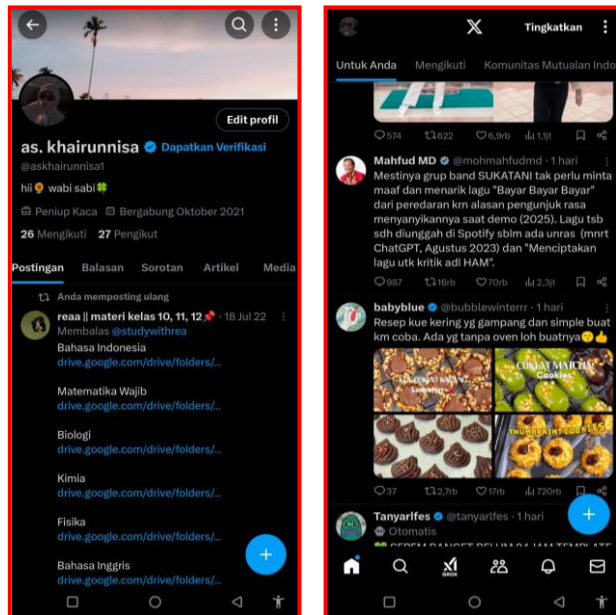 Edit profil
as. khairunnisa Dapatkan Verifikasi
@askhairunnisa1
hii wabi sabi
Peniup Kaca Bergabung Oktober 2021
26 Mengikuti 27 Pengikut
Postingan Balasan Sorotan Artikel Media
Anda memposting ulang
reaa || materi kelas 10, 11, 12 · 18 Jul 22
Membalas @studywithrea
Bahasa Indonesia
drive.google.com/drive/folders/...
Matematika Wajib
drive.google.com/drive/folders/...
Biologi
drive.google.com/drive/folders/...
Kimia
drive.google.com/drive/folders/...
Fisika
drive.google.com/drive/folders/...
Bahasa Inggris
drive.google.com/drive/folders/...
X Tingkatkan
Untuk Anda Mengikuti Komunitas Mutualan Indo
574 622 6,9rb 1,1jt
Mahfud MD @mohmahfudmd · 1 hari
Mestinya grup band SUKATANI tak perlu minta
maaf dan menarik lagu "Bayar Bayar Bayar"
dari peredaran krn alasan pengunjuk rasa
menyanyikannya saat demo (2025). Lagu tsb
sdh diunggah di Spotify sblm ada unras (mnrt
ChatGPT, Agustus 2023) dan "Menciptakan
lagu utk kritik adl HAM".
987 16rb 70rb 2,3jt
babyblue @bubblewinterrr · 1 hari
Resep kue kering yg gampang dan simple buat
km coba. Ada yg tanpa oven loh buatnya
COKLAT MATCHA
Cookies
THUMBPRINT COOKIES
37 2,7rb 17rb 720rb
Tanyarlfes @tanyarlfes · 1 hari
Otomatis
GROK